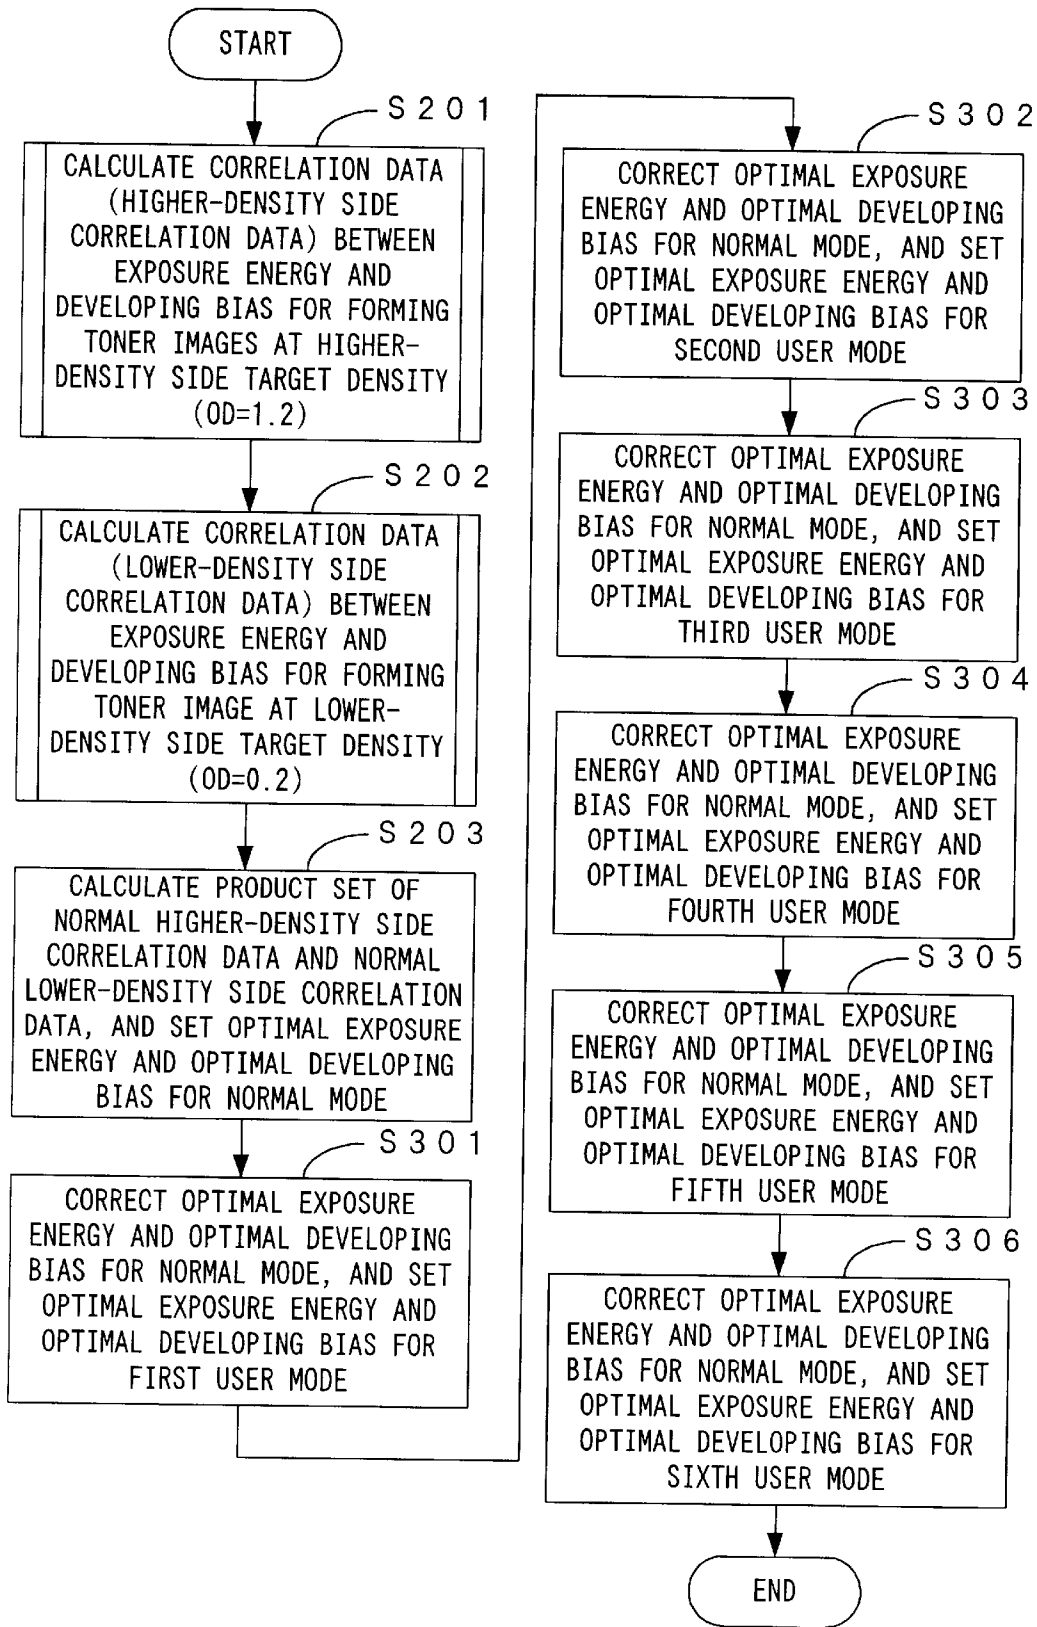 START
S201
CALCULATE CORRELATION DATA
(HIGHER-DENSITY SIDE
CORRELATION DATA) BETWEEN
EXPOSURE ENERGY AND
DEVELOPING BIAS FOR FORMING
TONER IMAGES AT HIGHER-
DENSITY SIDE TARGET DENSITY
(OD=1.2)
S202
CALCULATE CORRELATION DATA
(LOWER-DENSITY SIDE
CORRELATION DATA) BETWEEN
EXPOSURE ENERGY AND
DEVELOPING BIAS FOR FORMING
TONER IMAGE AT LOWER-
DENSITY SIDE TARGET DENSITY
(OD=0.2)
S203
CALCULATE PRODUCT SET OF
NORMAL HIGHER-DENSITY SIDE
CORRELATION DATA AND NORMAL
LOWER-DENSITY SIDE CORRELATION
DATA, AND SET OPTIMAL EXPOSURE
ENERGY AND OPTIMAL DEVELOPING
BIAS FOR NORMAL MODE
S301
CORRECT OPTIMAL EXPOSURE
ENERGY AND OPTIMAL DEVELOPING
BIAS FOR NORMAL MODE, AND SET
OPTIMAL EXPOSURE ENERGY AND
OPTIMAL DEVELOPING BIAS FOR
FIRST USER MODE
S302
CORRECT OPTIMAL EXPOSURE
ENERGY AND OPTIMAL DEVELOPING
BIAS FOR NORMAL MODE, AND SET
OPTIMAL EXPOSURE ENERGY AND
OPTIMAL DEVELOPING BIAS FOR
SECOND USER MODE
S303
CORRECT OPTIMAL EXPOSURE
ENERGY AND OPTIMAL DEVELOPING
BIAS FOR NORMAL MODE, AND SET
OPTIMAL EXPOSURE ENERGY AND
OPTIMAL DEVELOPING BIAS FOR
THIRD USER MODE
S304
CORRECT OPTIMAL EXPOSURE
ENERGY AND OPTIMAL DEVELOPING
BIAS FOR NORMAL MODE, AND SET
OPTIMAL EXPOSURE ENERGY AND
OPTIMAL DEVELOPING BIAS FOR
FOURTH USER MODE
S305
CORRECT OPTIMAL EXPOSURE
ENERGY AND OPTIMAL DEVELOPING
BIAS FOR NORMAL MODE, AND SET
OPTIMAL EXPOSURE ENERGY AND
OPTIMAL DEVELOPING BIAS FOR
FIFTH USER MODE
S306
CORRECT OPTIMAL EXPOSURE
ENERGY AND OPTIMAL DEVELOPING
BIAS FOR NORMAL MODE, AND SET
OPTIMAL EXPOSURE ENERGY AND
OPTIMAL DEVELOPING BIAS FOR
SIXTH USER MODE
END